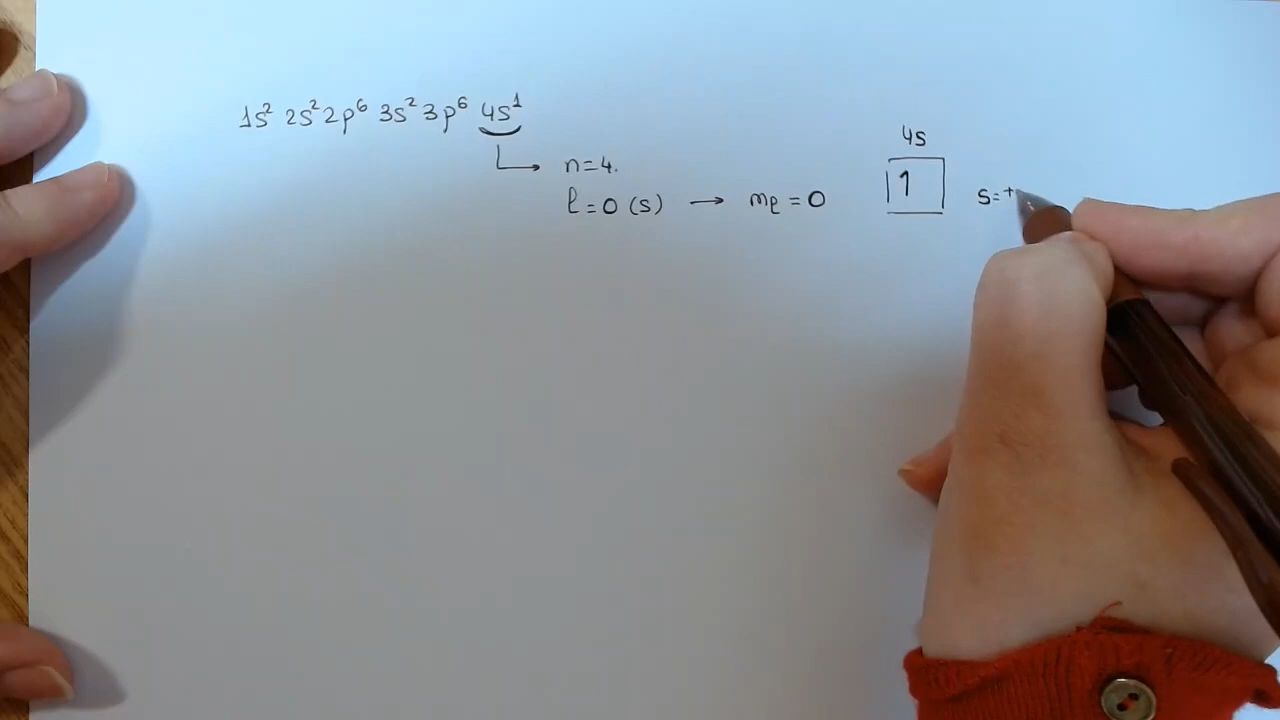 1s² 2s² 2p⁶ 3s² 3p⁶ 4s¹
n=4.
4s
ℓ=0 (s) → mℓ=0 1 s=+